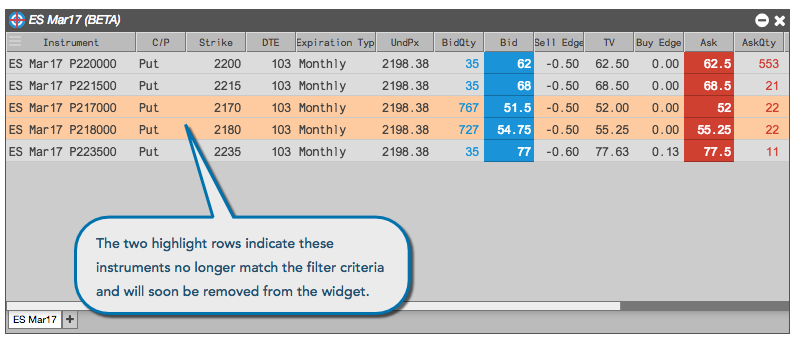 ES Mar17 (BETA)
Instrument C/P Strike DTE Expiration Typ UndPx BidQty Bid Sell Edge TV Buy Edge Ask AskQty
ES Mar17 P220000 Put 2200 103 Monthly 2198.38 35 62 -0.50 62.50 0.00 62.5 553
ES Mar17 P221500 Put 2215 103 Monthly 2198.38 35 68 -0.50 68.50 0.00 68.5 21
ES Mar17 P217000 Put 2170 103 Monthly 2198.38 767 51.5 -0.50 52.00 0.00 52 22
ES Mar17 P218000 Put 2180 103 Monthly 2198.38 727 54.75 -0.50 55.25 0.00 55.25 22
ES Mar17 P223500 Put 2235 103 Monthly 2198.38 35 77 -0.60 77.63 0.13 77.5 11
The two highlight rows indicate these
instruments no longer match the filter criteria
and will soon be removed from the widget.
ES Mar17 +